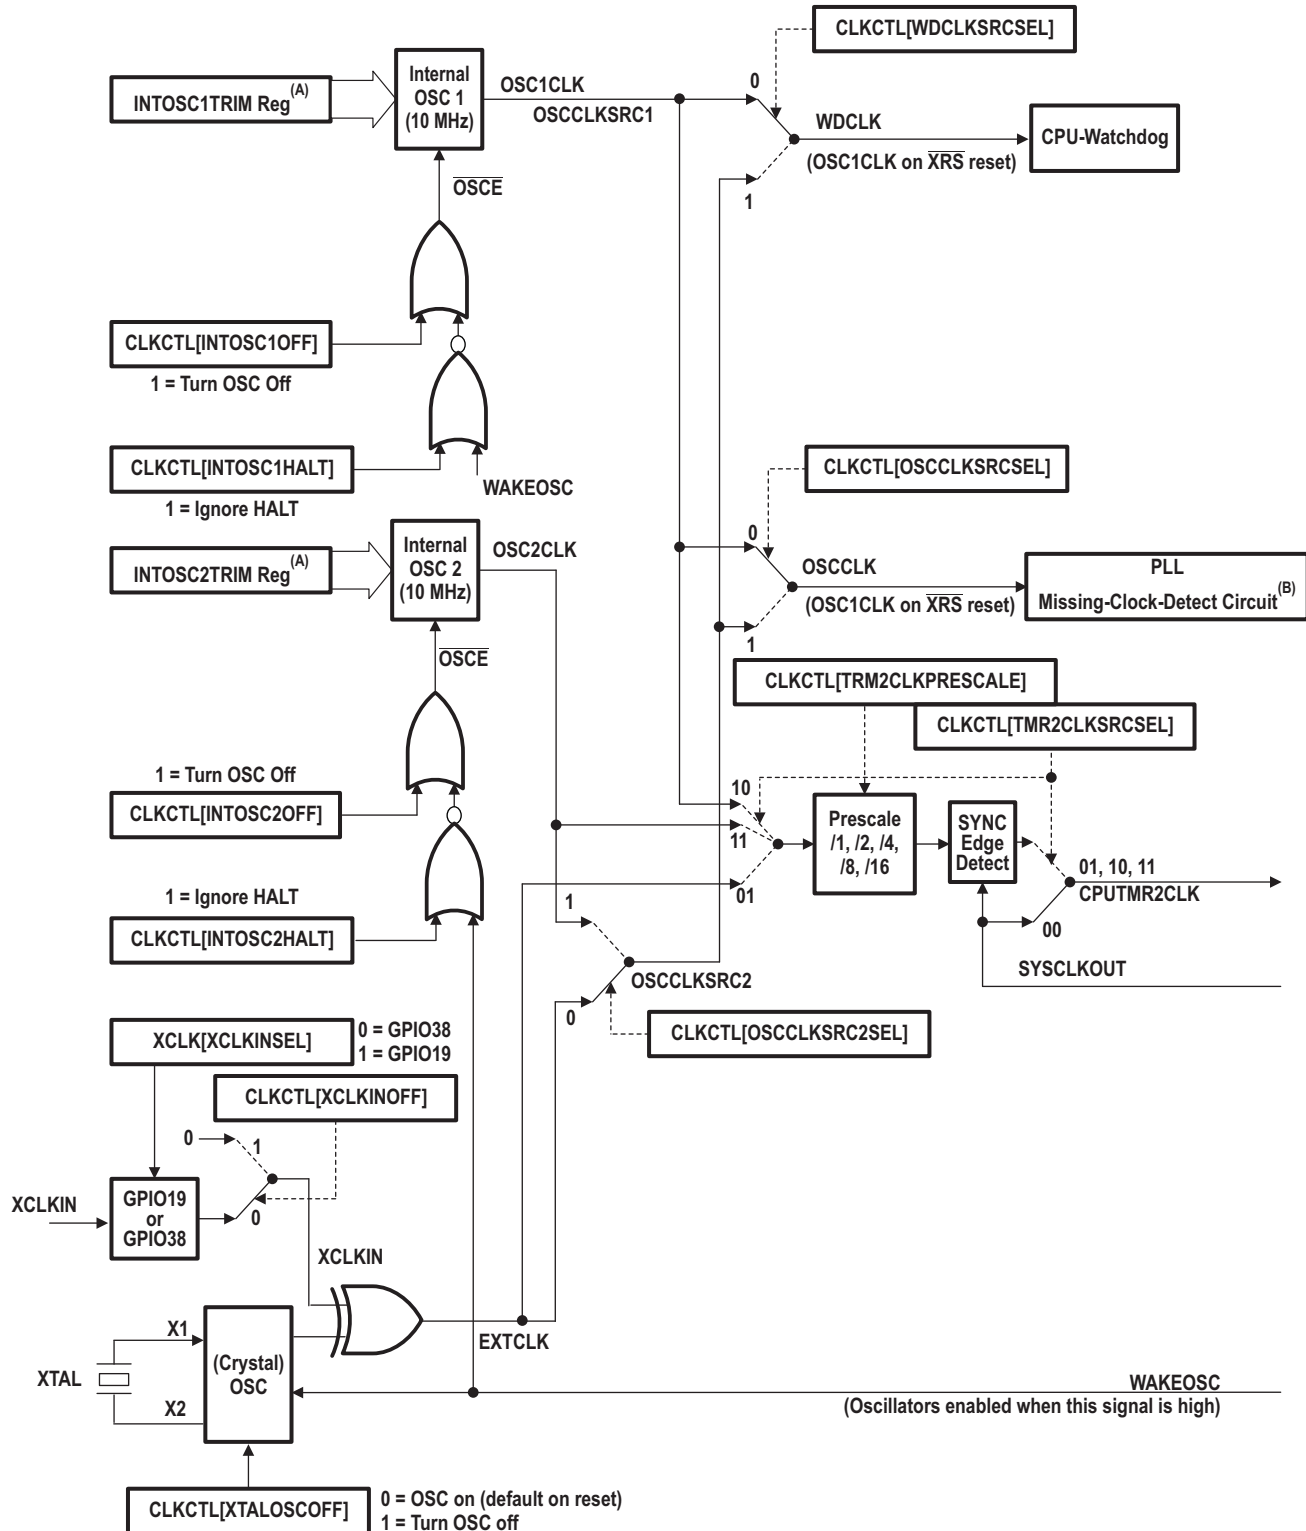 CLKCTL[WDCLKSRCSEL]
Internal
OSC 1
(10 MHz)
INTOSC1TRIM Reg(A)
OSC1CLK
OSCCLKSRC1
0
WDCLK
(OSC1CLK on XRS reset)
CPU-Watchdog
1
OSCE
CLKCTL[INTOSC1OFF]
1 = Turn OSC Off
CLKCTL[INTOSC1HALT]
1 = Ignore HALT
WAKEOSC
CLKCTL[OSCCLKSRCSEL]
INTOSC2TRIM Reg(A)
Internal
OSC 2
(10 MHz)
OSC2CLK
0
OSCCLK
(OSC1CLK on XRS reset)
PLL
Missing-Clock-Detect Circuit(B)
1
OSCE
CLKCTL[TRM2CLKPRESCALE]
CLKCTL[TMR2CLKSRCSEL]
1 = Turn OSC Off
CLKCTL[INTOSC2OFF]
10
11
01
Prescale
/1, /2, /4,
/8, /16
SYNC
Edge
Detect
01, 10, 11
CPUTMR2CLK
00
SYSCLKOUT
1 = Ignore HALT
CLKCTL[INTOSC2HALT]
1
OSCCLKSRC2
0
CLKCTL[OSCCLKSRC2SEL]
XCLK[XCLKINSEL]
0 = GPIO38
1 = GPIO19
CLKCTL[XCLKINOFF]
0
1
XCLKIN
GPIO19
or
GPIO38
0
XCLKIN
EXTCLK
XTAL
X1
X2
(Crystal)
OSC
WAKEOSC
(Oscillators enabled when this signal is high)
CLKCTL[XTALOSCOFF]
0 = OSC on (default on reset)
1 = Turn OSC off